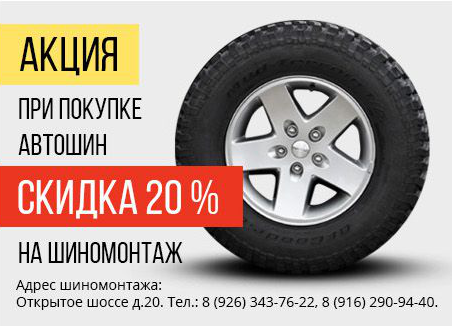 АКЦИЯ
ПРИ ПОКУПКЕ
АВТОШИН
СКИДКА 20 %
НА ШИНОМОНТАЖ
Адрес шиномонтажа:
Открытое шоссе д.20. Тел.: 8 (926) 343-76-22, 8 (916) 290-94-40.